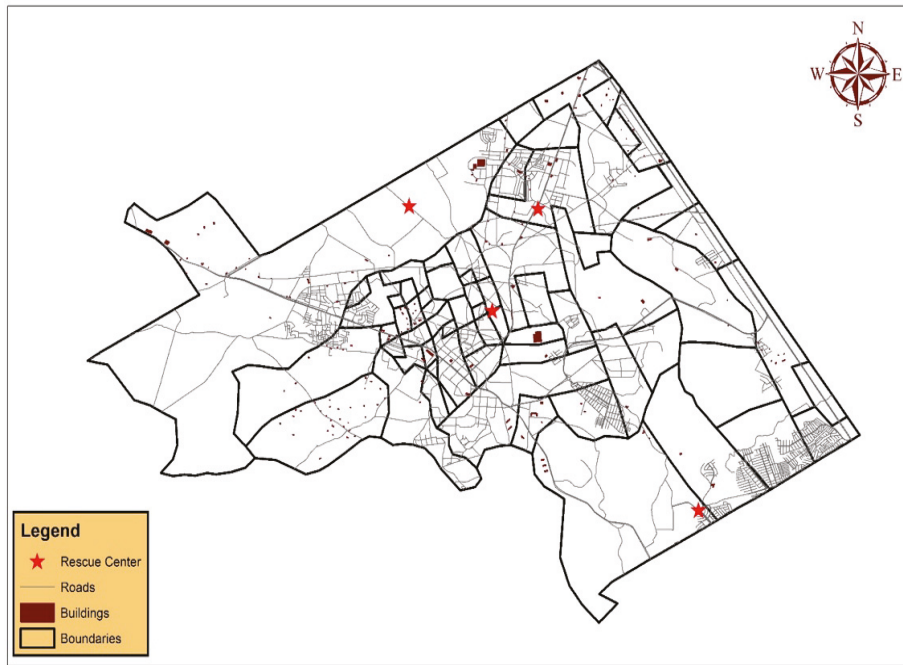 N
W E
S
Legend
Rescue Center
Roads
Buildings
Boundaries